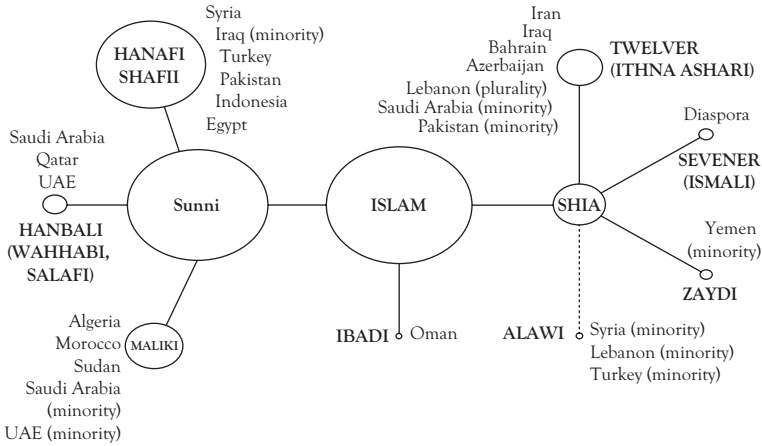 HANAFI
SHAFII
Syria
Iraq (minority)
Turkey
Pakistan
Indonesia
Egypt
Saudi Arabia
Qatar
UAE
HANBALI
(WAHHABI,
SALAFI)
Sunni
Algeria
Morocco
Sudan
Saudi Arabia
(minority)
UAE (minority)
MALIKI
ISLAM
IBADI
Oman
Iran
Iraq
Bahrain
Azerbaijan
Lebanon (plurality)
Saudi Arabia (minority)
Pakistan (minority)
TWELVER
(ITHNA ASHARI)
SHIA
Diaspora
SEVENER
(ISMALI)
Yemen
(minority)
ZAYDI
ALAWI
Syria (minority)
Lebanon (minority)
Turkey (minority)